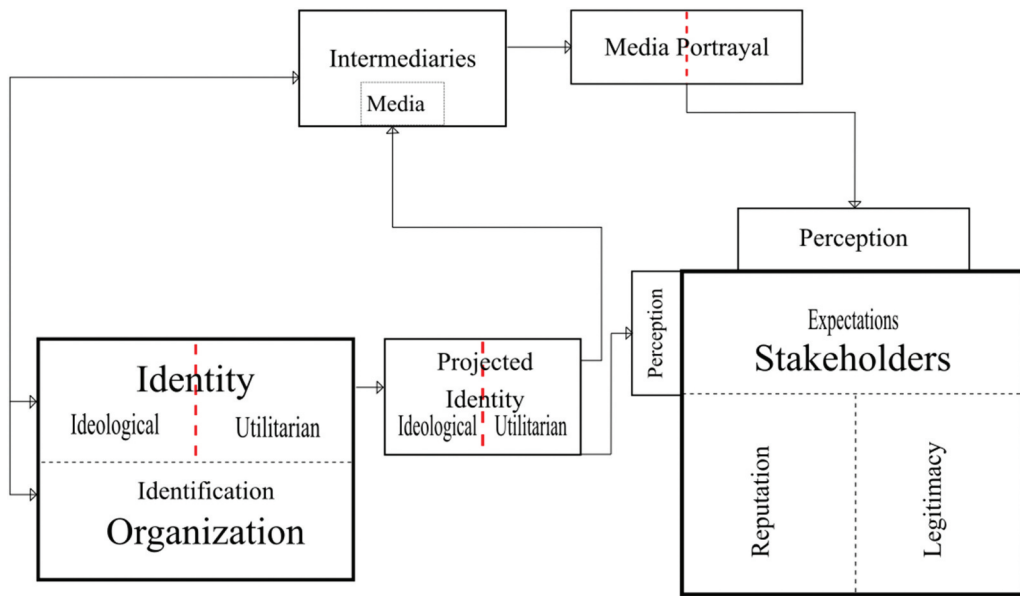 Intermediaries
Media
Media Portrayal
Perception
Perception
Expectations
Stakeholders
Reputation
Legitimacy
Identity
Ideological
Utilitarian
Identification
Organization
Projected
Identity
Ideological
Utilitarian